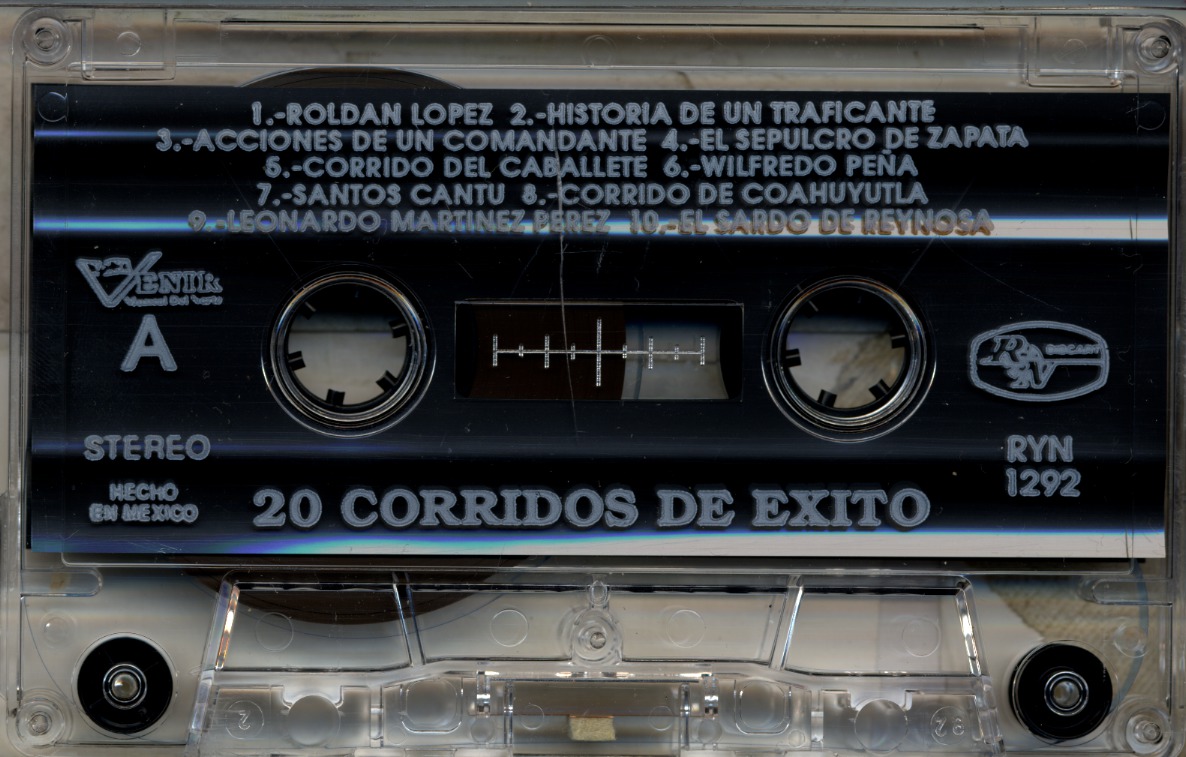 1.-ROLDAN LOPEZ 2.-HISTORIA DE UN TRAFICANTE
3.-ACCIONES DE UN COMANDANTE 4.-EL SEPULCRO DE ZAPATA
5.-CORRIDO DEL CABALLETE 6.-WILFREDO PEÑA
7.-SANTOS CANTU 8.-CORRIDO DE COAHUYUTLA
9.-LEONARDO MARTINEZ PEREZ 10.-EL SARDO DE REYNOSA
VENIR
A
STEREO
RYN
1292
HECHO
EN MEXICO
20 CORRIDOS DE EXITO